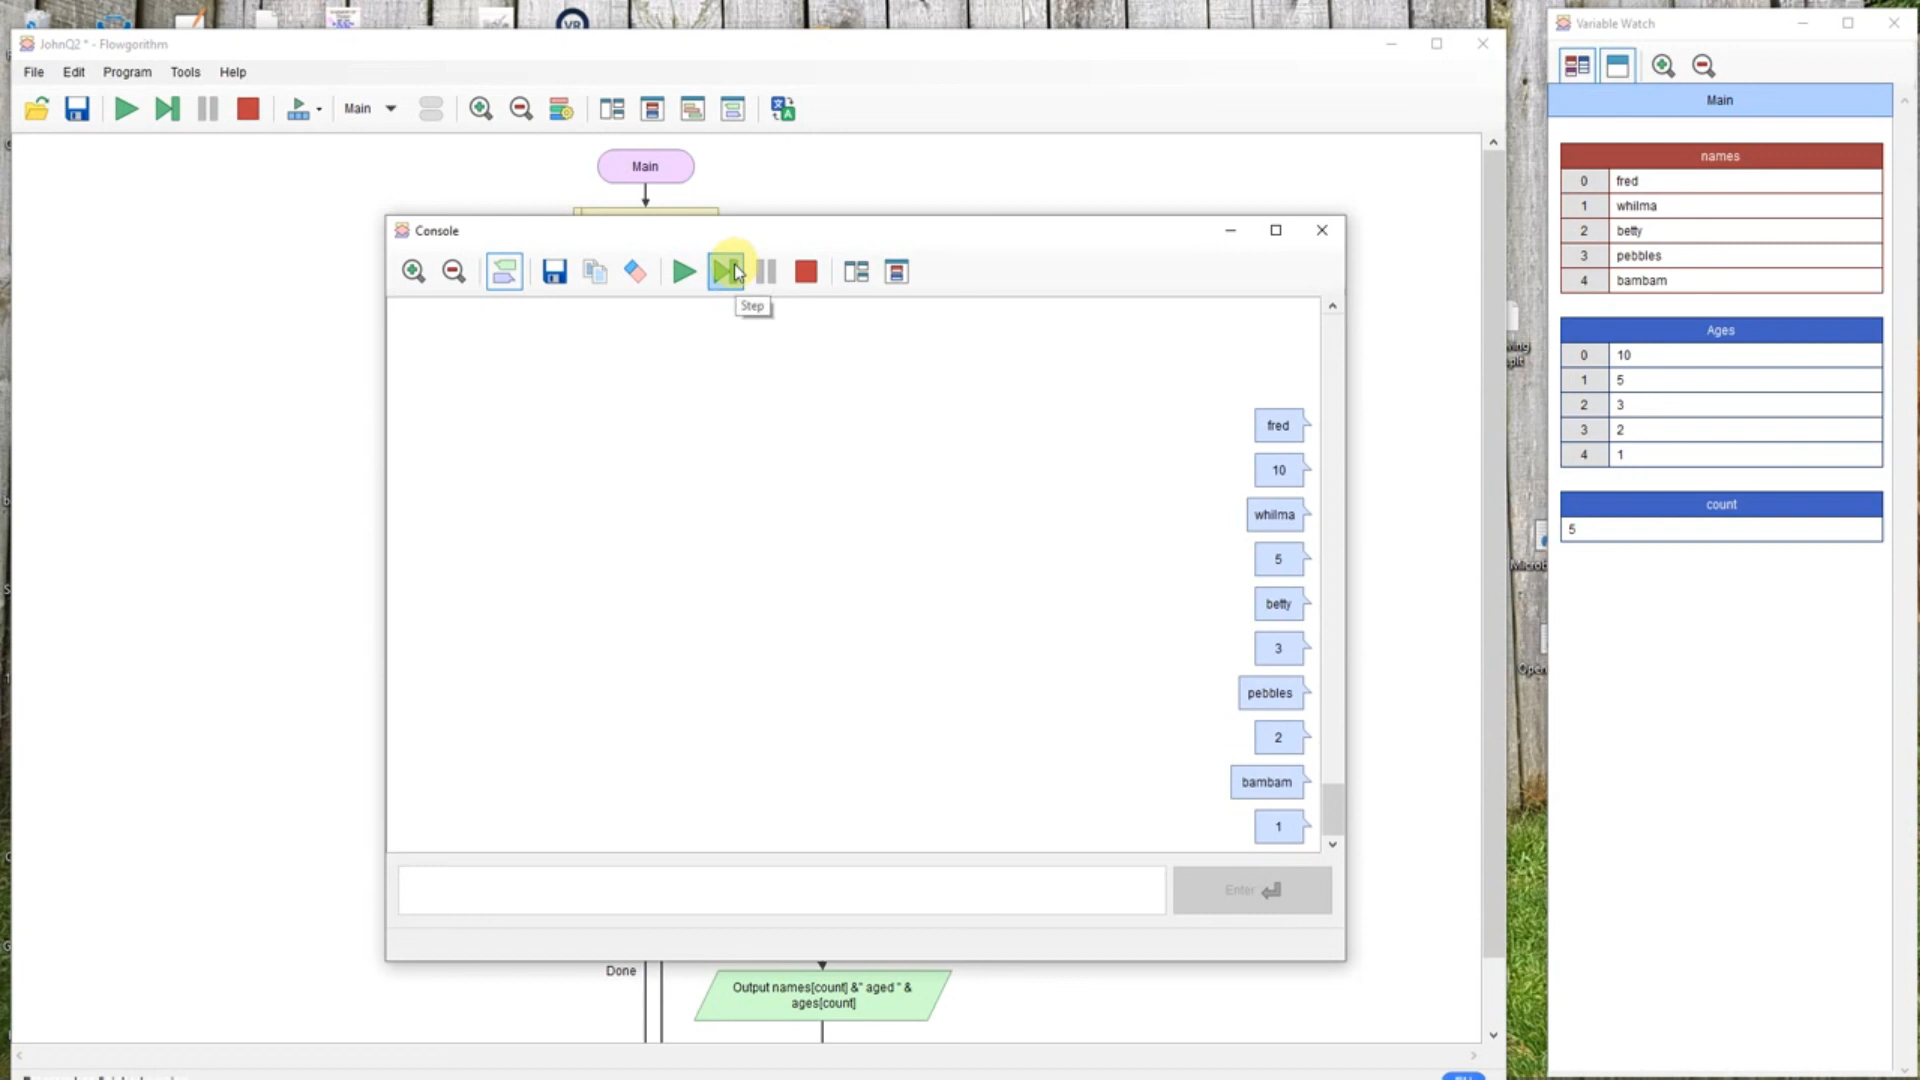 VR
JohnQ2 * - Flowgorithm
File Edit Program Tools Help
Main
Main
Console
Step
fred
10
whilma
5
betty
3
pebbles
2
bambam
1
Enter
Done
Output names[count] &" aged " &
ages[count]
Variable Watch
Main
names
0 fred
1 whilma
2 betty
3 pebbles
4 bambam
Ages
0 10
1 5
2 3
3 2
4 1
count
5